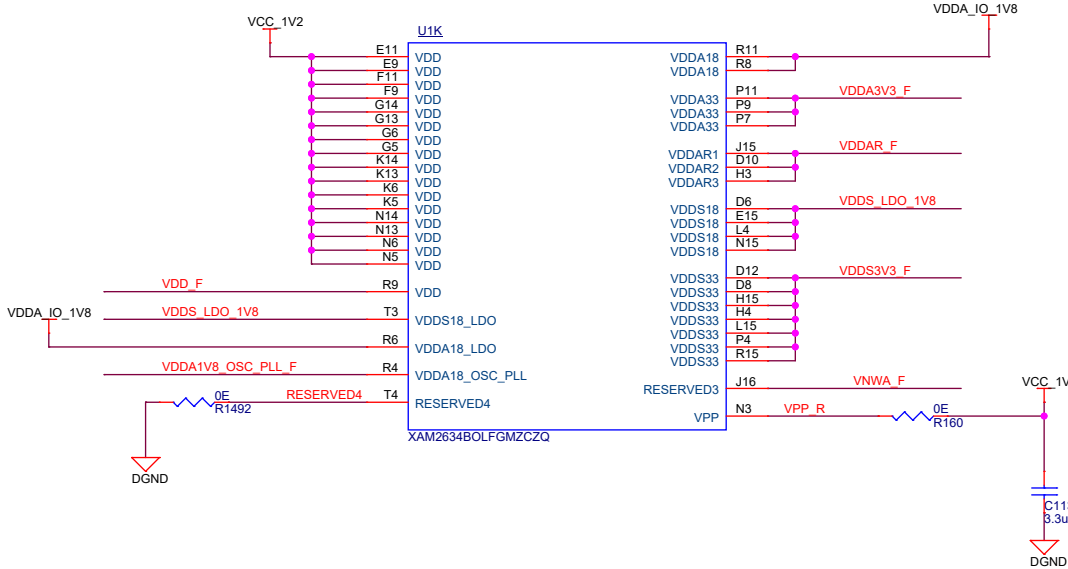 VCC_1V2
U1K
VDDA_IO_1V8
E11 VDD
E9 VDD
F11 VDD
F9 VDD
G14 VDD
G13 VDD
G6 VDD
G5 VDD
K14 VDD
K13 VDD
K6 VDD
K5 VDD
N14 VDD
N13 VDD
N6 VDD
N5 VDD
VDD_F R9 VDD
VDDS_LDO_1V8 T3 VDDS18_LDO
VDDA_IO_1V8 R6 VDDA18_LDO
VDDA1V8_OSC_PLL_F R4 VDDA18_OSC_PLL
0E R1492 RESERVED4 T4 RESERVED4
DGND
VDDA18 R11
VDDA18 R8
VDDA33 P11 VDDA3V3_F
VDDA33 P9
VDDA33 P7
VDDAR1 J15 VDDAR_F
VDDAR2 D10
VDDAR3 H3
VDDS18 D6 VDDS_LDO_1V8
VDDS18 E15
VDDS18 L4
VDDS18 N15
VDDS33 D12 VDDS3V3_F
VDDS33 D8
VDDS33 H15
VDDS33 H4
VDDS33 L15
VDDS33 P4
VDDS33 R15
RESERVED3 J16 VNWA_F
VPP N3 VPP_R 0E R160
XAM2634BOLFGMZCZQ
VCC_1V
3.3u
DGND